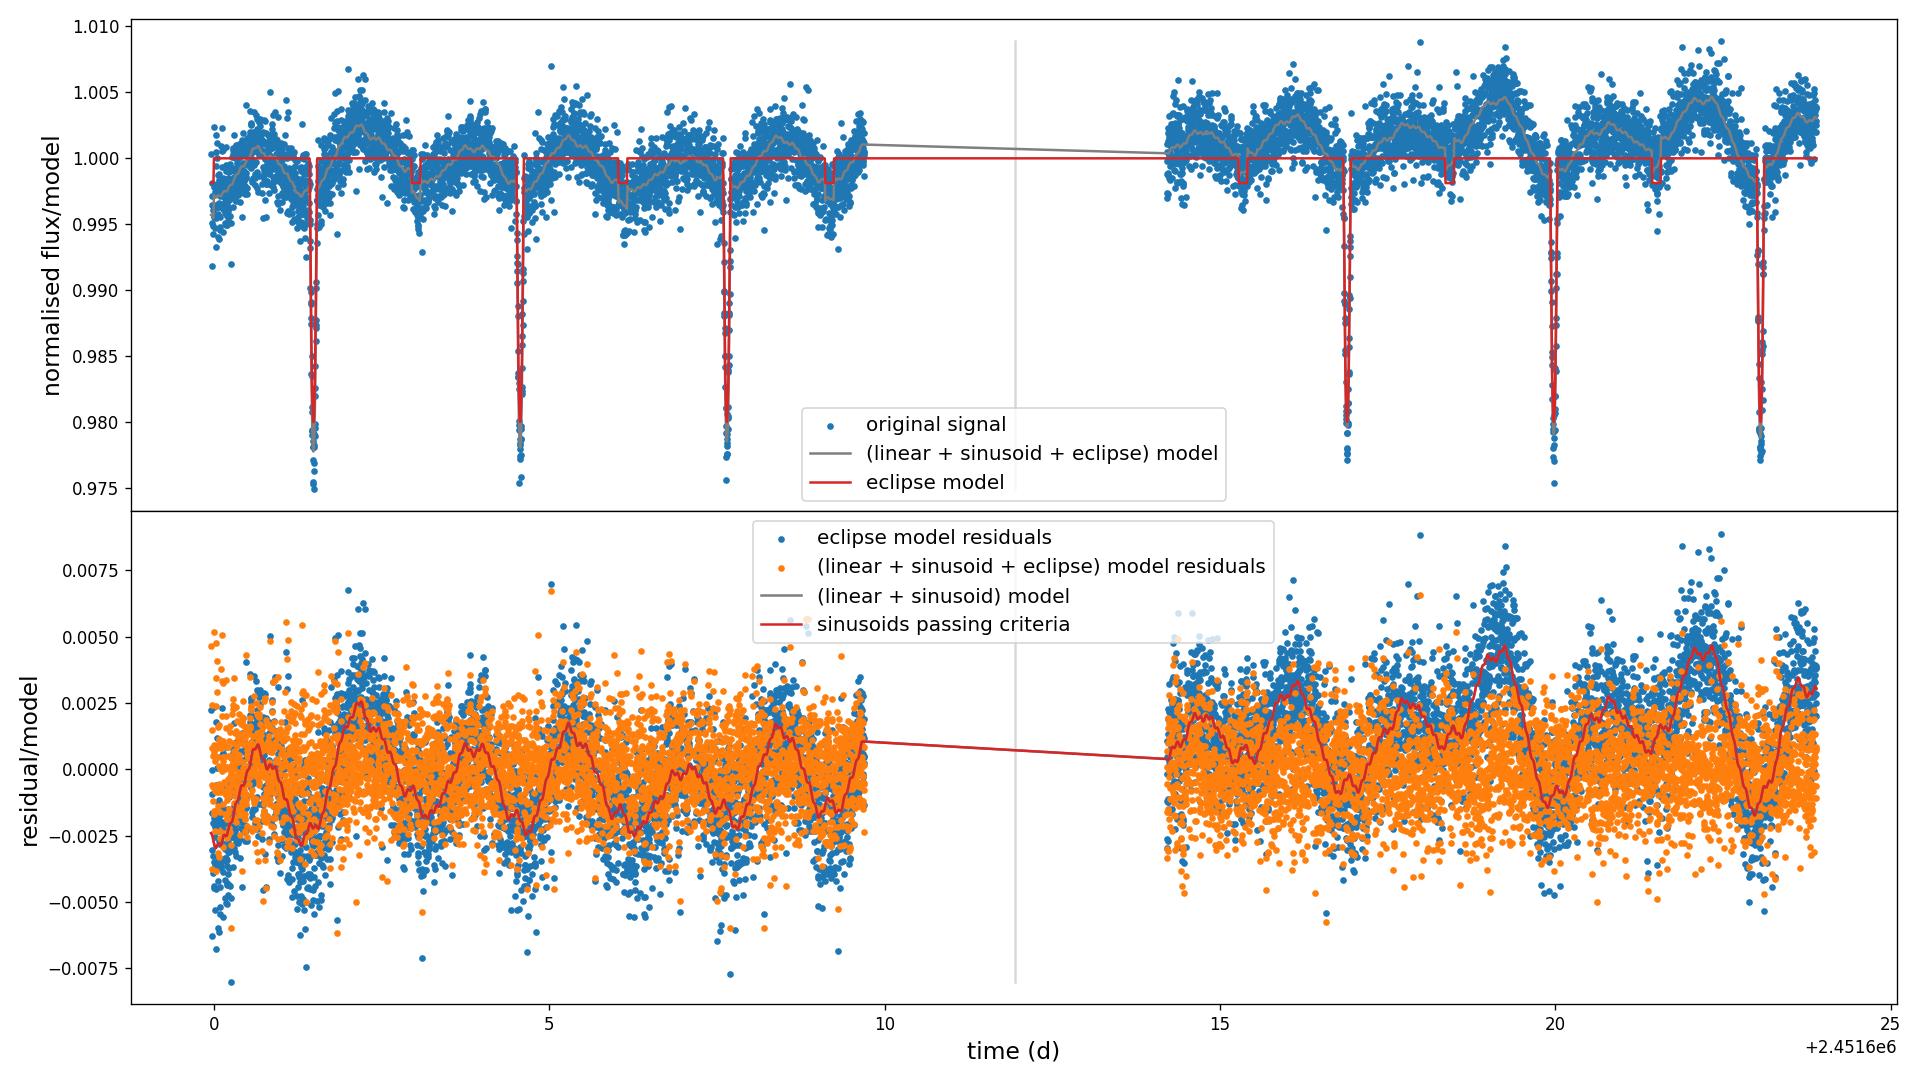 normalised flux/model
1.010
1.005
1.000
0.995
0.990
0.985
0.980
0.975
original signal
(linear + sinusoid + eclipse) model
eclipse model
residual/model
0.0075
0.0050
0.0025
0.0000
−0.0025
−0.0050
−0.0075
eclipse model residuals
(linear + sinusoid + eclipse) model residuals
(linear + sinusoid) model
sinusoids passing criteria
0 5 10 15 20 25
time (d)
+2.4516e6